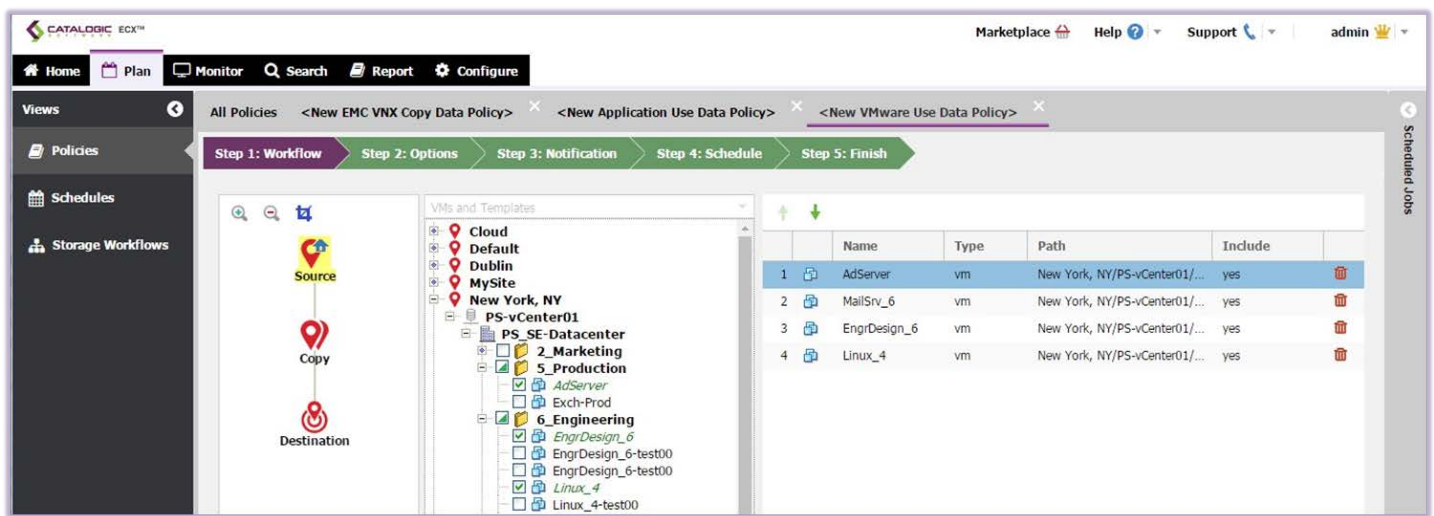 CATALOGIC ECX™
SOFTWARE
Marketplace Help Support admin
Home Plan Monitor Search Report Configure
Views
All Policies <New EMC VNX Copy Data Policy> <New Application Use Data Policy> <New VMware Use Data Policy>
Scheduled Jobs
Policies
Step 1: Workflow Step 2: Options Step 3: Notification Step 4: Schedule Step 5: Finish
Schedules
Storage Workflows
Source
Copy
Destination
VMs and Templates
Cloud
Default
Dublin
MySite
New York, NY
PS-vCenter01
PS_SE-Datacenter
2_Marketing
5_Production
AdServer
Exch-Prod
6_Engineering
EngrDesign_6
EngrDesign_6-test00
EngrDesign_6-test00
Linux_4
Linux_4-test00
Name Type Path Include
1 AdServer vm New York, NY/PS-vCenter01/... yes
2 MailSrv_6 vm New York, NY/PS-vCenter01/... yes
3 EngrDesign_6 vm New York, NY/PS-vCenter01/... yes
4 Linux_4 vm New York, NY/PS-vCenter01/... yes